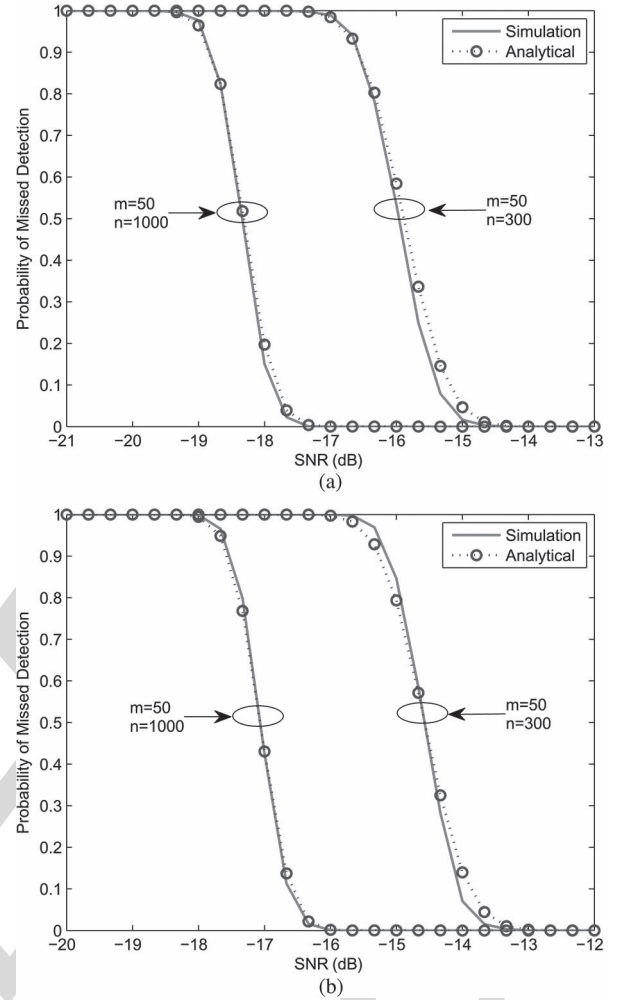 1
0.9
0.8
0.7
0.6
0.5
0.4
0.3
0.2
0.1
0
Probability of Missed Detection
Simulation
Analytical
m=50
n=1000
m=50
n=300
−21 −20 −19 −18 −17 −16 −15 −14 −13
SNR (dB)
(a)
1
0.9
0.8
0.7
0.6
0.5
0.4
0.3
0.2
0.1
0
Probability of Missed Detection
Simulation
Analytical
m=50
n=1000
m=50
n=300
−20 −19 −18 −17 −16 −15 −14 −13 −12
SNR (dB)
(b)